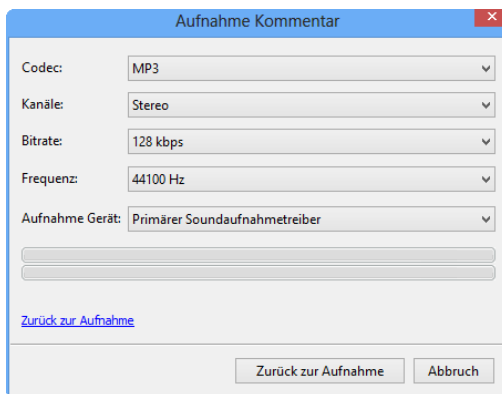 Aufnahme Kommentar
Codec: MP3
Kanäle: Stereo
Bitrate: 128 kbps
Frequenz: 44100 Hz
Aufnahme Gerät: Primärer Soundaufnahmetreiber
Zurück zur Aufnahme
Zurück zur Aufnahme Abbruch